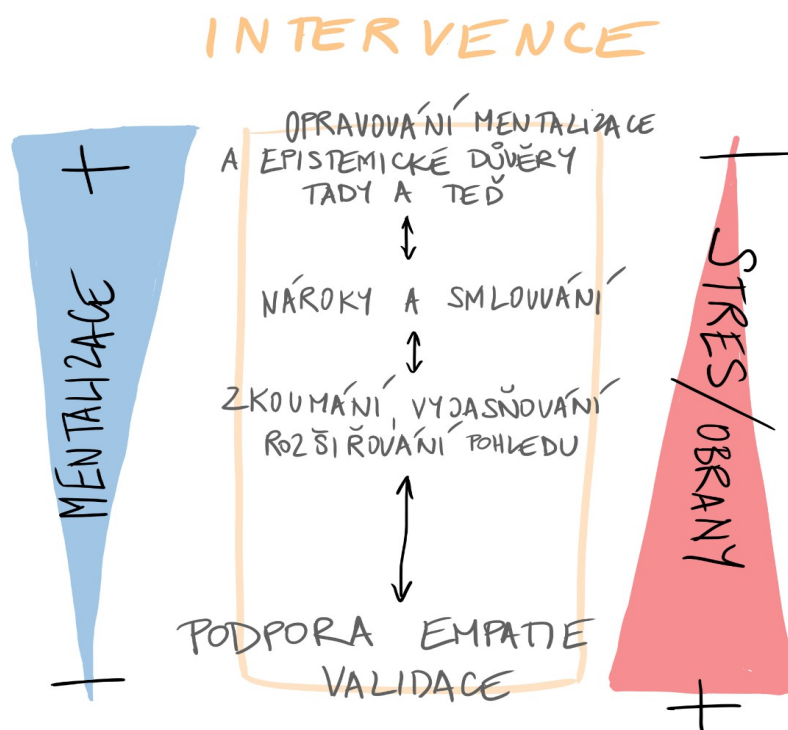 INTERVENCE
OPRAVOVÁNÍ MENTALIZACE
A EPISTEMICKÉ DŮVĚRY
TADY A TEĎ
NÁROKY A SMLOUVÁNÍ
ZKOUMÁNÍ, VYJASŇOVÁNÍ
ROZŠIŘOVÁNÍ POHLEDU
PODPORA EMPATIE
VALIDACE
+
MENTALIZACE
-
-
STRES/OBRANY
+